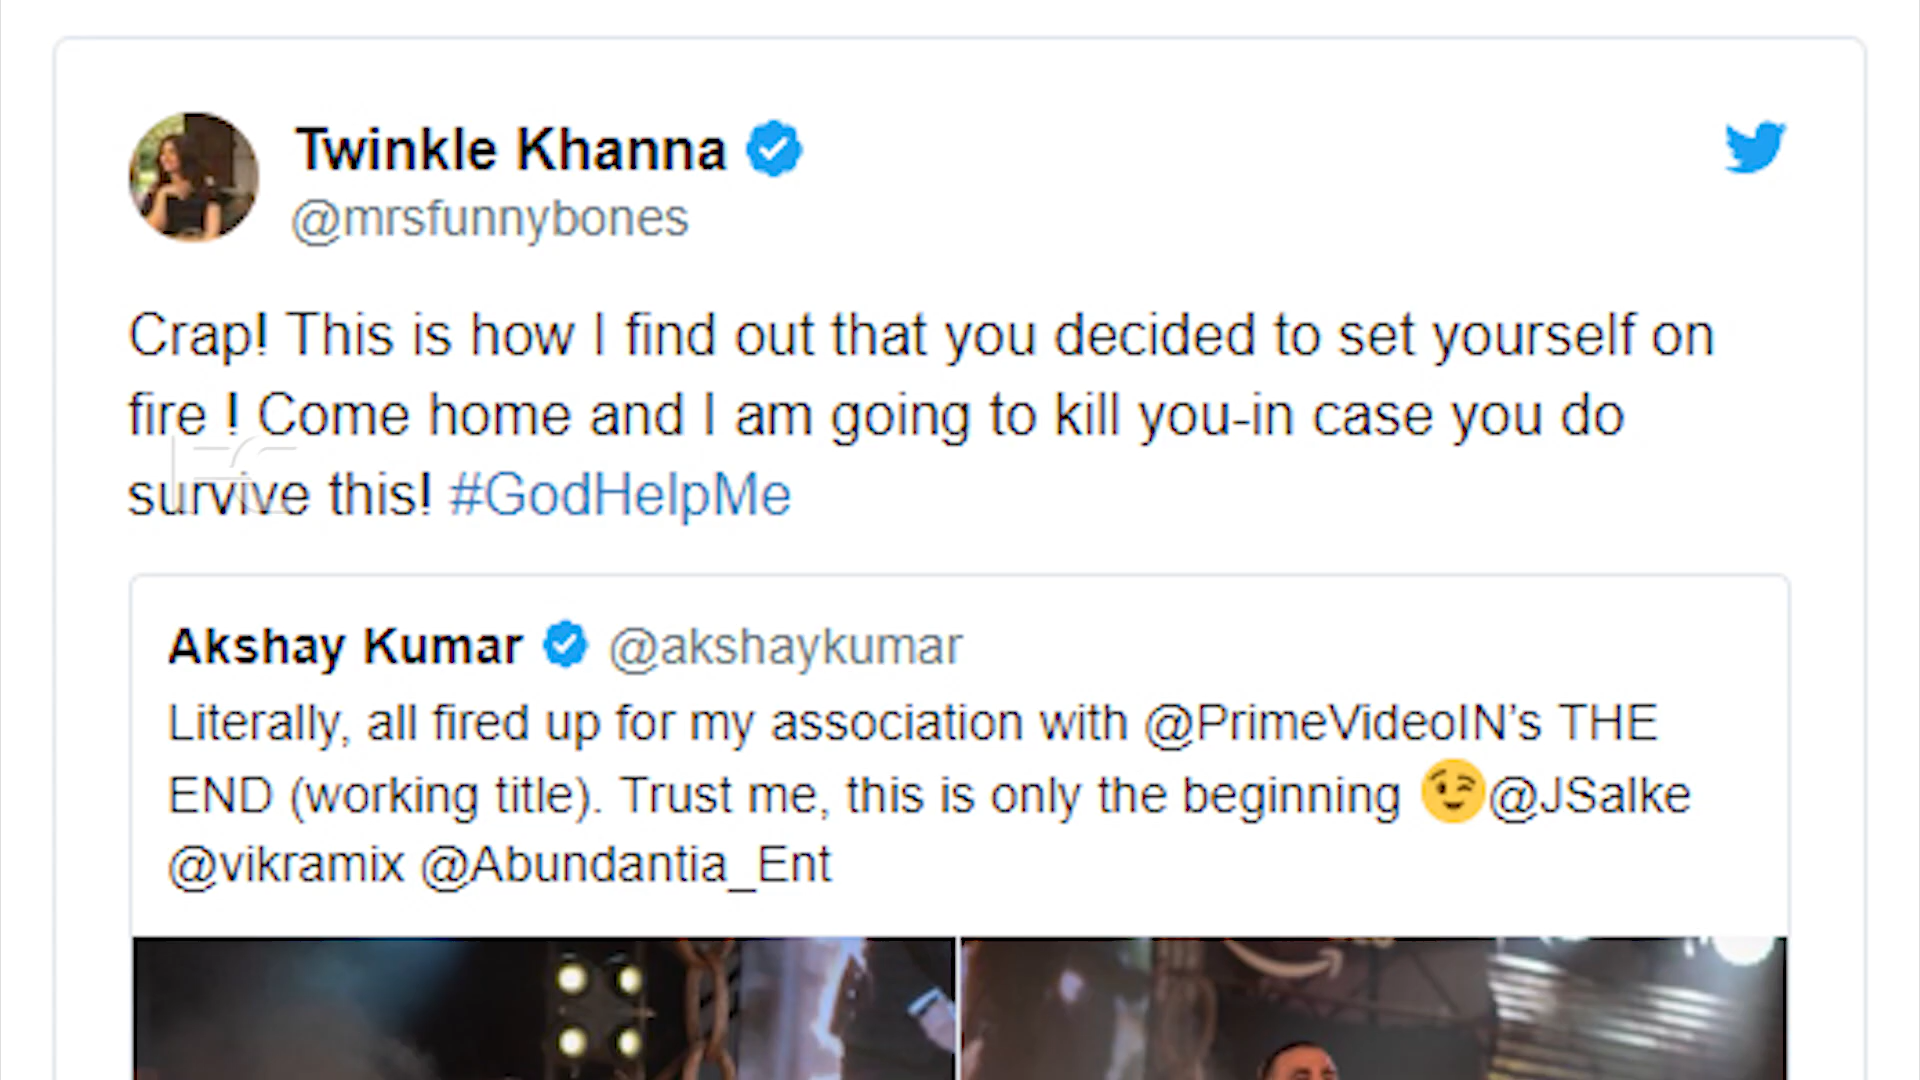 Twinkle Khanna
@mrsfunnybones
Crap! This is how I find out that you decided to set yourself on
fire ! Come home and I am going to kill you-in case you do
survive this! #GodHelpMe
Akshay Kumar @akshaykumar
Literally, all fired up for my association with @PrimeVideoIN’s THE
END (working title). Trust me, this is only the beginning 😉@JSalke
@vikramix @Abundantia_Ent